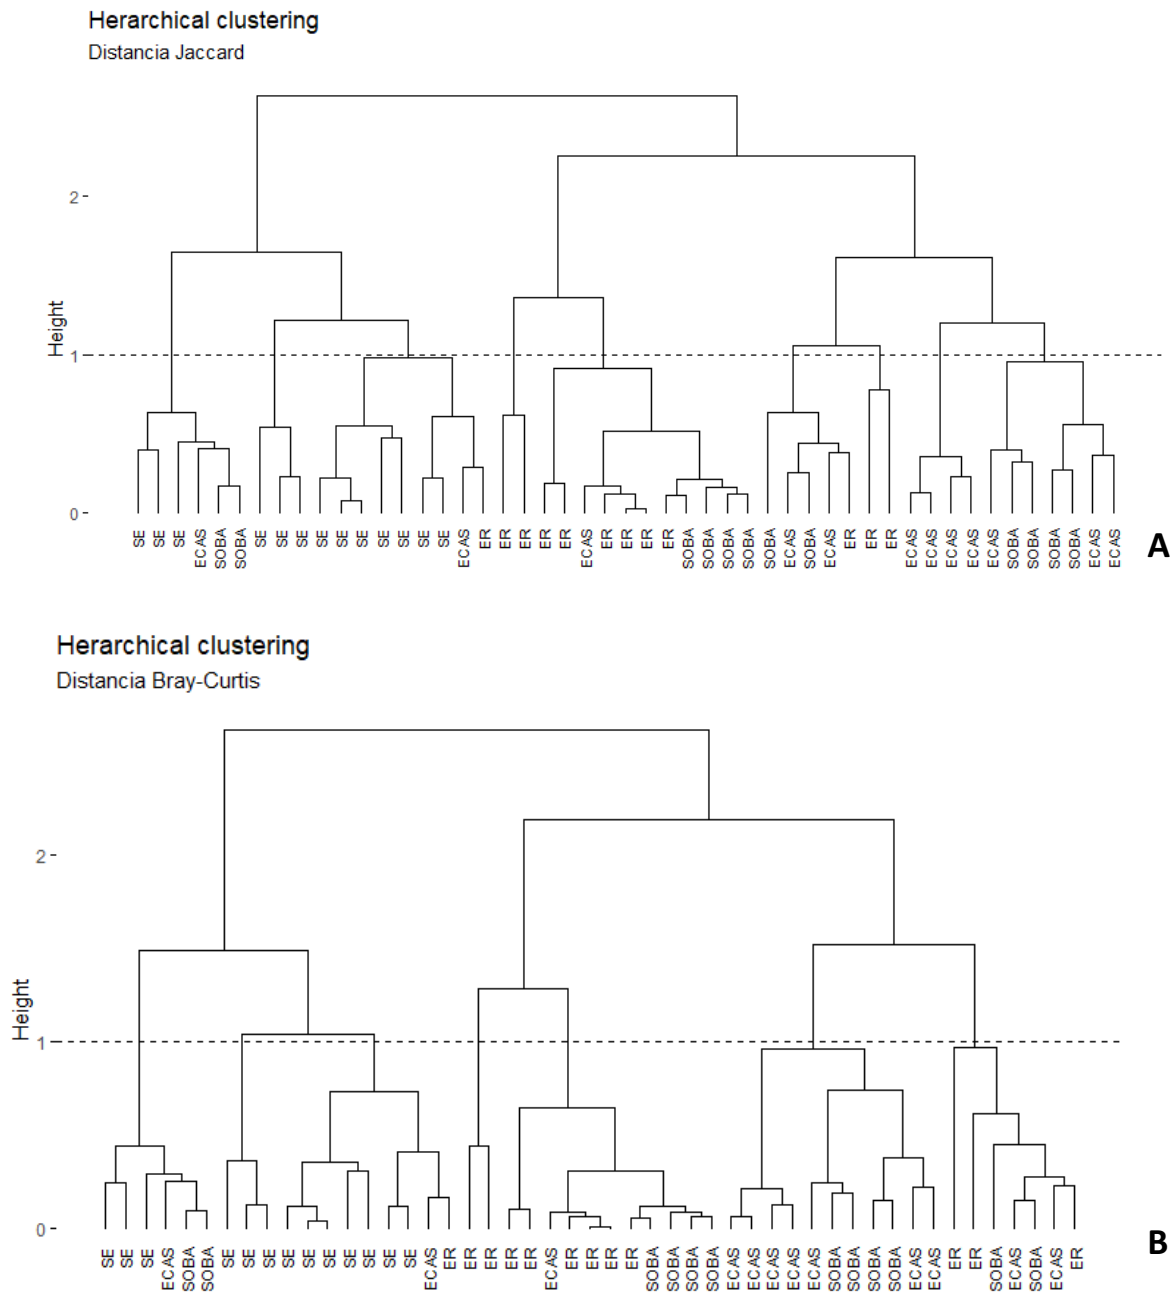 Herarchical clustering
Distancia Jaccard
2
Height
1
0
SE SE SE ECAS SOBA SOBA SE SE SE SE SE SE SE SE SE SE ECAS ER ER ER ER ER ECAS ER ER ER ER SOBA SOBA SOBA SOBA SOBA ECAS SOBA ECAS ER ER ER ECAS ECAS ECAS ECAS ECAS SOBA SOBA SOBA SOBA ECAS ECAS
A
Herarchical clustering
Distancia Bray-Curtis
2
Height
1
0
SE SE SE ECAS SOBA SOBA SE SE SE SE SE SE SE SE SE SE ECAS ER ER ER ER ER ECAS ER ER ER ER SOBA SOBA SOBA SOBA ECAS ECAS ECAS ECAS ECAS SOBA SOBA SOBA SOBA ECAS ECAS ER ER SOBA ECAS SOBA ECAS ER
B